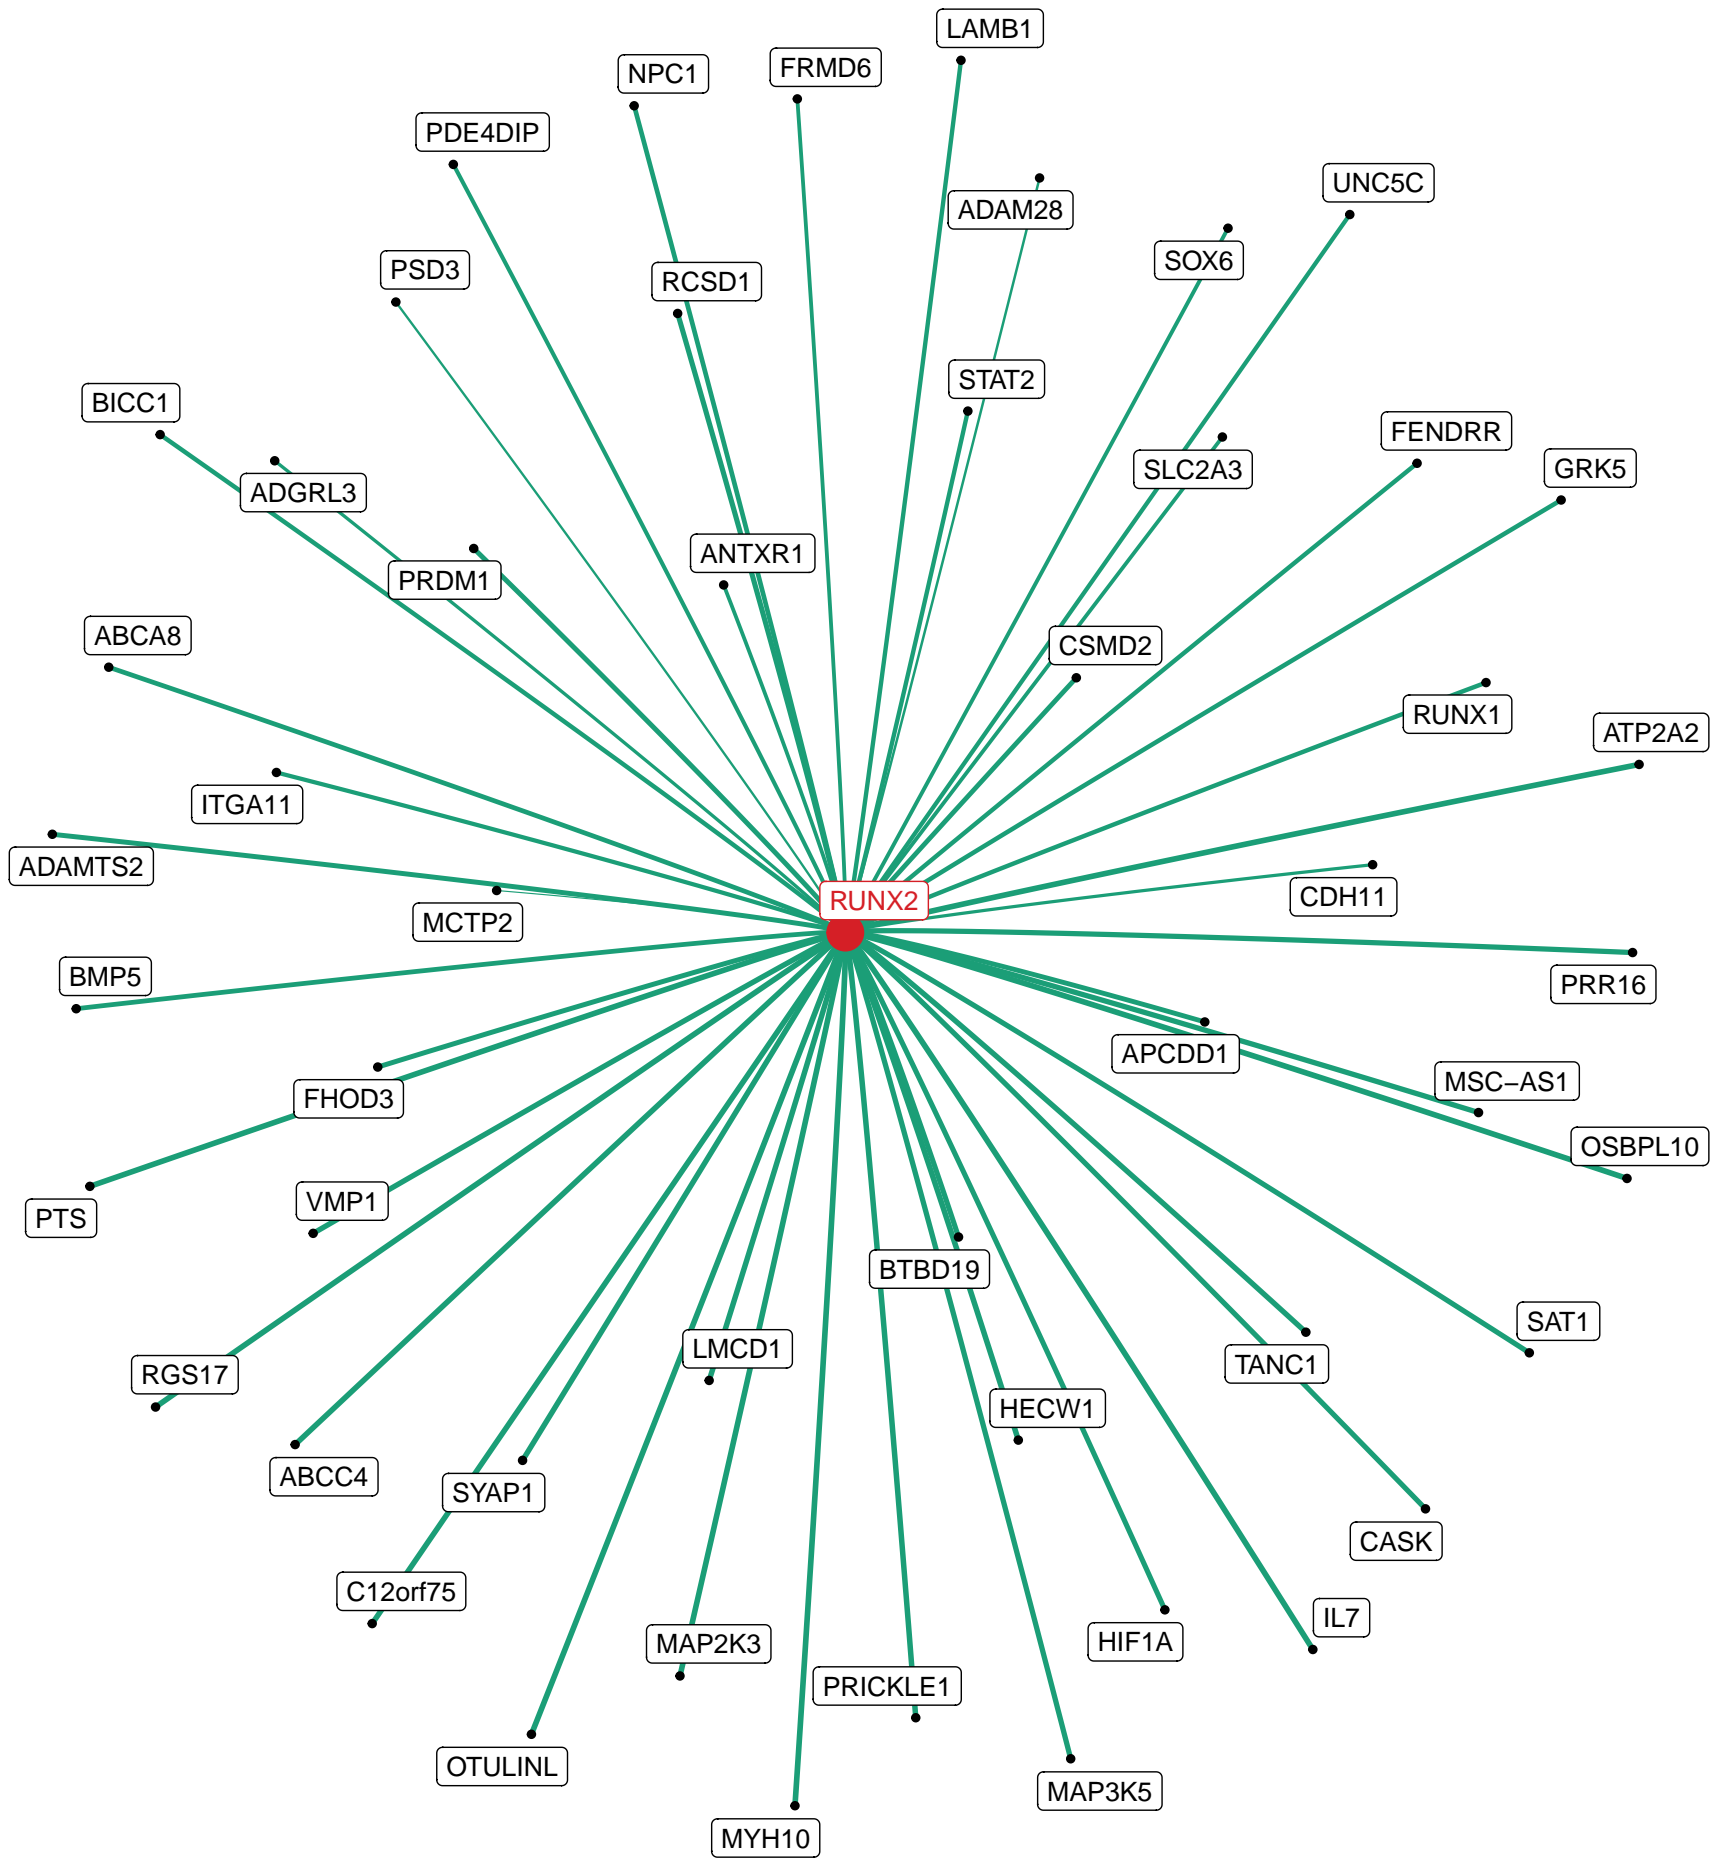 LAMB1
FRMD6
NPC1
PDE4DIP
UNC5C
ADAM28
SOX6
PSD3
RCSD1
STAT2
BICC1
FENDRR
GRK5
SLC2A3
ADGRL3
ANTXR1
PRDM1
ABCA8
CSMD2
RUNX1
ATP2A2
ITGA11
ADAMTS2
CDH11
RUNX2
MCTP2
BMP5
PRR16
APCDD1
MSC−AS1
FHOD3
OSBPL10
VMP1
PTS
BTBD19
SAT1
LMCD1
TANC1
RGS17
HECW1
ABCC4
SYAP1
CASK
C12orf75
IL7
HIF1A
MAP2K3
PRICKLE1
OTULINL
MAP3K5
MYH10